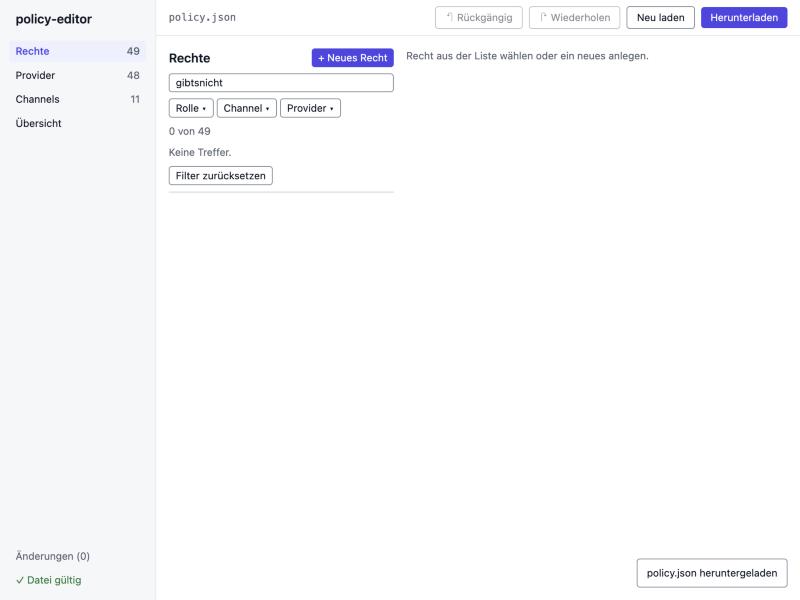 policy-editor
Rechte 49
Provider 48
Channels 11
Übersicht
Änderungen (0)
✓ Datei gültig
policy.json
Rückgängig
Wiederholen
Neu laden
Herunterladen
Rechte
+ Neues Recht
gibtsnicht
Rolle ▾
Channel ▾
Provider ▾
0 von 49
Keine Treffer.
Filter zurücksetzen
Recht aus der Liste wählen oder ein neues anlegen.
policy.json heruntergeladen